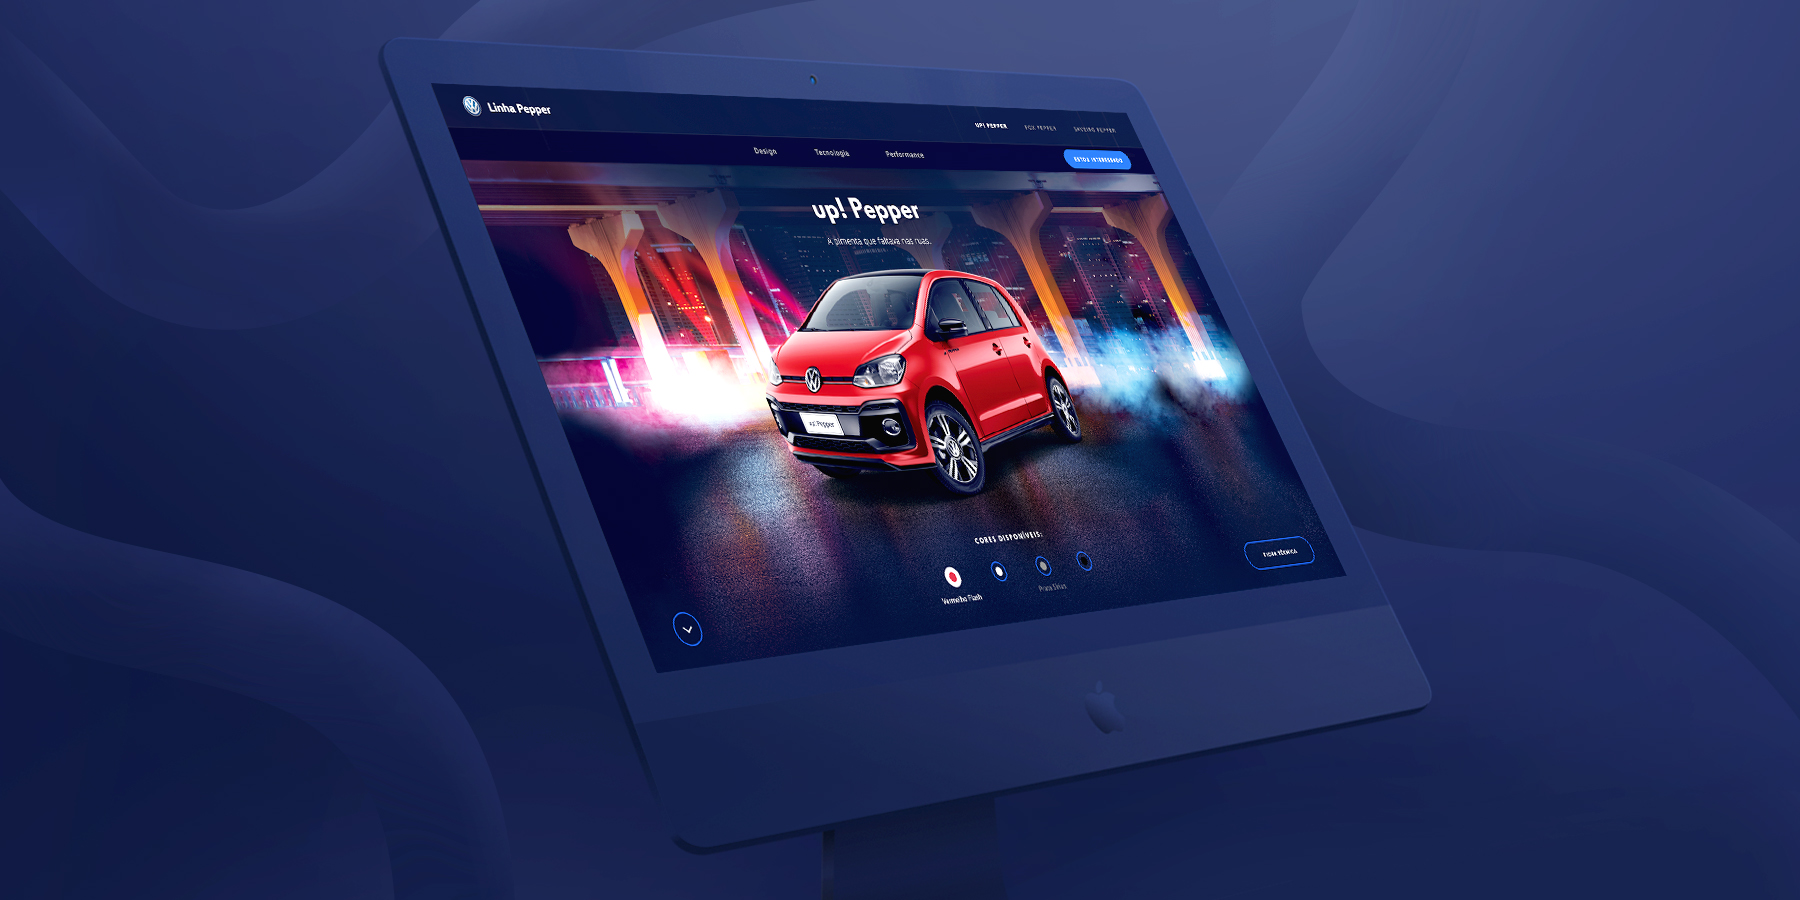 Linha Pepper
UP! PEPPER FOX PEPPER SAVEIRO PEPPER
Design Tecnologia Performance
ESTOU INTERESSADO
up! Pepper
A pimenta que faltava nas ruas.
up! Pepper
CORES DISPONÍVEIS:
Vermelho Flash
Prata Sirius
FICHA TÉCNICA